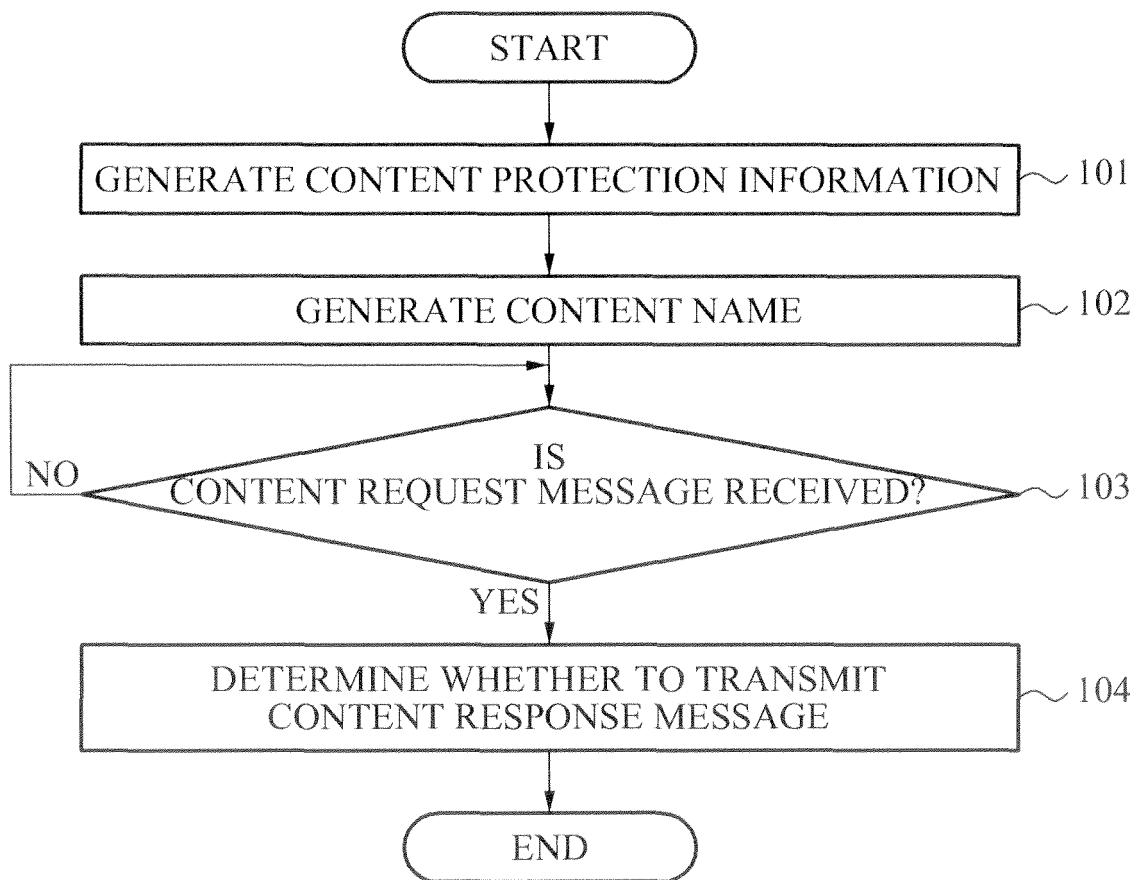 START
GENERATE CONTENT PROTECTION INFORMATION
101
GENERATE CONTENT NAME
102
IS
CONTENT REQUEST MESSAGE RECEIVED?
103
NO
YES
DETERMINE WHETHER TO TRANSMIT
CONTENT RESPONSE MESSAGE
104
END